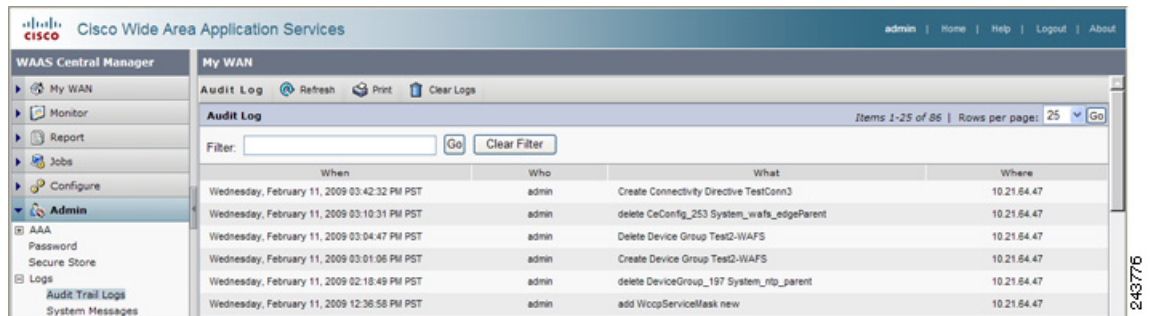 cisco Cisco Wide Area Application Services admin | Home | Help | Logout | About
WAAS Central Manager
My WAN
Monitor
Report
Jobs
Configure
Admin
AAA
Password
Secure Store
Logs
Audit Trail Logs
System Messages
My WAN
Audit Log Refresh Print Clear Logs
Audit Log Items 1-25 of 86 | Rows per page: 25 Go
Filter: Go Clear Filter
When Who What Where
Wednesday, February 11, 2009 03:42:32 PM PST admin Create Connectivity Directive TestConn3 10.21.64.47
Wednesday, February 11, 2009 03:10:31 PM PST admin delete CeConfig_253 System_wafs_edgeParent 10.21.64.47
Wednesday, February 11, 2009 03:04:47 PM PST admin Delete Device Group Test2-WAFS 10.21.64.47
Wednesday, February 11, 2009 03:01:06 PM PST admin Create Device Group Test2-WAFS 10.21.64.47
Wednesday, February 11, 2009 02:18:49 PM PST admin delete DeviceGroup_197 System_ntp_parent 10.21.64.47
Wednesday, February 11, 2009 12:36:58 PM PST admin add WccpServiceMask new 10.21.64.47
243776